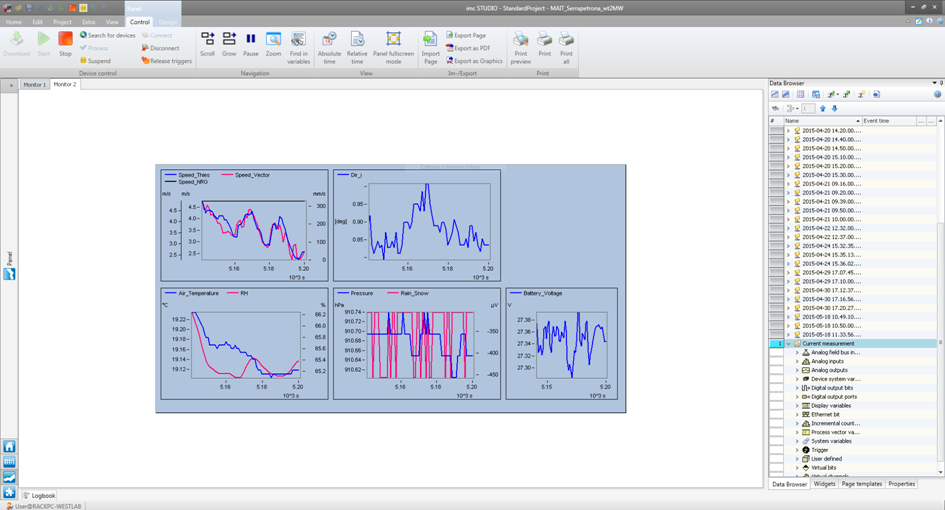 Panel
imc STUDIO - StandardProject - MAIT_Serrapetrona_wt2MW
Home Edit Project Extra View Control Design
Download Start Stop Search for devices Process Suspend Connect Disconnect Release triggers
Device control
Scroll Grow Pause Zoom Find in variables
Navigation
Absolute time Relative time Panel fullscreen mode
View
Import Page Export Page Export as PDF Export as Graphics
Im-/Export
Print preview Print Print all
Print
Monitor 1 Monitor 2
Panel
Speed_Thies Speed_Vector
Speed_NRG
m/s m/s mm/s
4.5 4.5 300
4.0 4.0
3.5 3.5 200
3.0 3.0 100
2.5 2.5 0
5.16 5.18 5.20
10^3 s
Dir_i
[deg]
0.95
0.90
0.85
5.16 5.18 5.20
10^3 s
Air_Temperature RH
°C %
19.22 66.2
19.20 66.0
19.18 65.8
19.16 65.6
19.14 65.4
19.12 65.2
5.16 5.18 5.20
10^3 s
Pressure Rain_Snow
hPa µV
910.74
910.72 -350
910.70
910.68
910.66 -400
910.64
910.62 -450
5.16 5.18 5.20
10^3 s
Battery_Voltage
V
27.38
27.36
27.34
27.32
27.30
5.15 5.20
10^3 s
Data Browser
# Name Event time ... ...
2015-04-20 14.20.00....
2015-04-20 14.40.00....
2015-04-20 14.50.00....
2015-04-20 15.10.00....
2015-04-20 15.20.00....
2015-04-20 15.30.00....
2015-04-21 09.16.00....
2015-04-21 09.20.00....
2015-04-21 09.39.00....
2015-04-21 09.50.00....
2015-04-21 10.00.00....
2015-04-22 12.32.00....
2015-04-22 12.37.00....
2015-04-24 15.32.35....
2015-04-24 15.35.13....
2015-04-24 15.36.02....
2015-04-29 17.07.45....
2015-04-29 17.10.00....
2015-04-30 17.12.37....
2015-04-30 17.16.56....
2015-04-30 17.20.27....
2015-05-18 10.49.10....
2015-05-18 10.50.00....
2015-05-18 11.33.56....
1 Current measurement
Analog field bus in...
Analog inputs
Analog outputs
Device system var...
Digital output bits
Digital output ports
Display variables
Ethernet bit
Incremental count...
Process vector va...
System variables
Trigger
User defined
Virtual bits
Virtual channels
Data Browser Widgets Page templates Properties
Logbook
User@RACKPC-WESTLAB